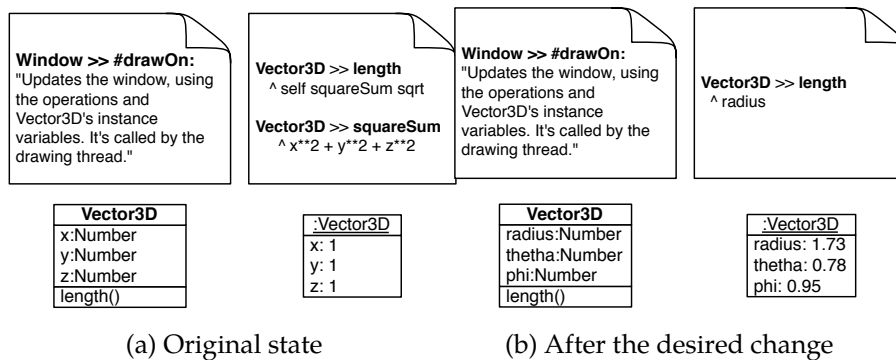 Window >> #drawOn:
"Updates the window, using
the operations and
Vector3D's instance
variables. It's called by the
drawing thread."
Vector3D >> length
^ self squareSum sqrt
Vector3D >> squareSum
^ x**2 + y**2 + z**2
Vector3D
x:Number
y:Number
z:Number
length()
:Vector3D
x: 1
y: 1
z: 1
(a) Original state
Window >> #drawOn:
"Updates the window, using
the operations and
Vector3D's instance
variables. It's called by the
drawing thread."
Vector3D >> length
^ radius
Vector3D
radius:Number
thetha:Number
phi:Number
length()
:Vector3D
radius: 1.73
thetha: 0.78
phi: 0.95
(b) After the desired change